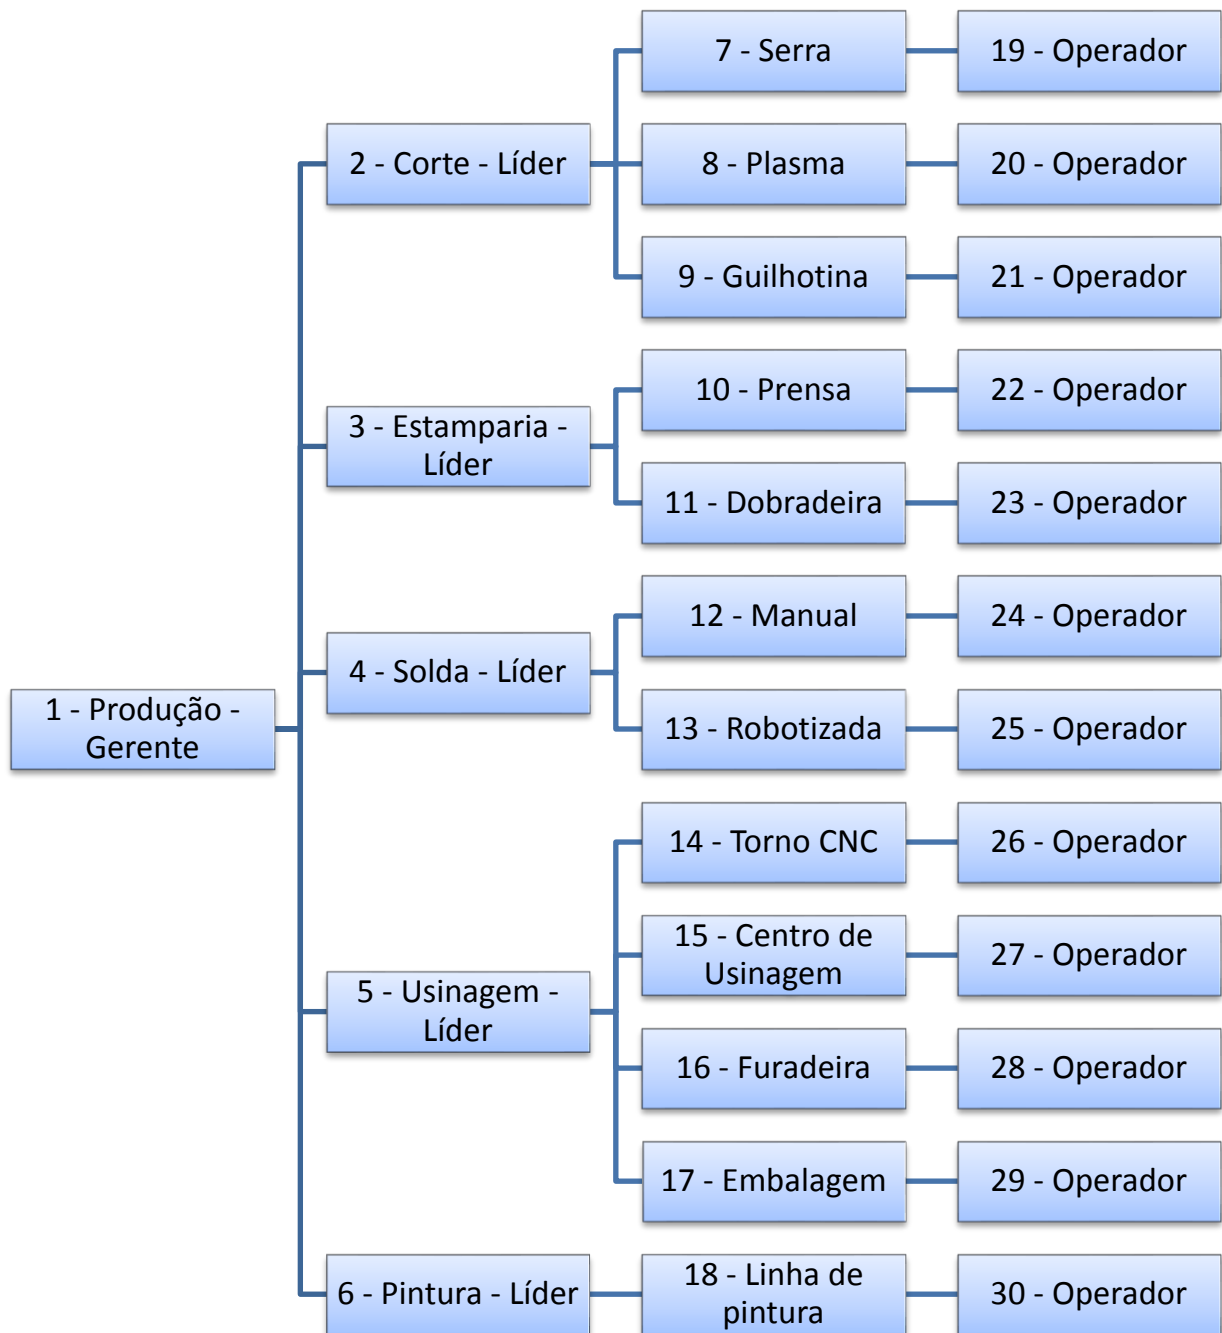 7 - Serra
19 - Operador
2 - Corte - Líder
8 - Plasma
20 - Operador
9 - Guilhotina
21 - Operador
10 - Prensa
22 - Operador
3 - Estamparia -
Líder
11 - Dobradeira
23 - Operador
12 - Manual
24 - Operador
4 - Solda - Líder
1 - Produção -
Gerente
13 - Robotizada
25 - Operador
14 - Torno CNC
26 - Operador
15 - Centro de
Usinagem
27 - Operador
5 - Usinagem -
Líder
16 - Furadeira
28 - Operador
17 - Embalagem
29 - Operador
6 - Pintura - Líder
18 - Linha de
pintura
30 - Operador